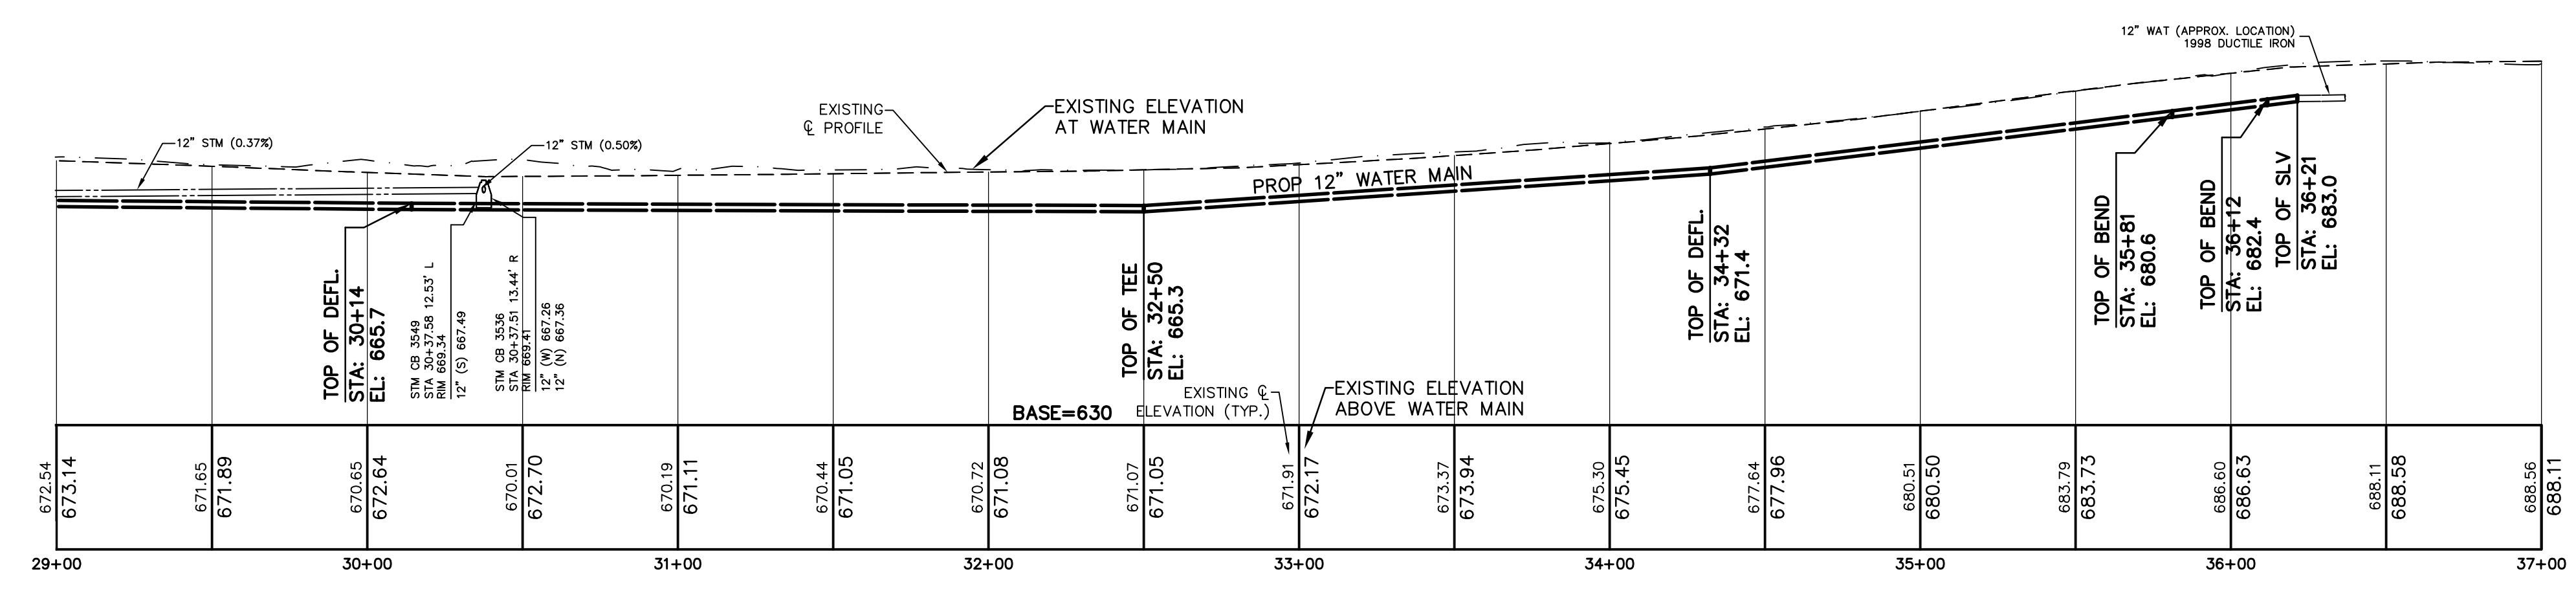 12" WAT (APPROX. LOCATION)
1998 DUCTILE IRON
EXISTING
℄ PROFILE
EXISTING ELEVATION
AT WATER MAIN
12" STM (0.37%)
12" STM (0.50%)
PROP 12" WATER MAIN
TOP OF DEFL.
STA: 30+14
EL: 665.7
STM CB 3549
STA 30+37.58 12.53' L
RIM 669.34
12" (S) 667.49
STM CB 3536
STA 30+37.51 13.44' R
RIM 669.41
12" (W) 667.26
12" (N) 667.36
TOP OF TEE
STA: 32+50
EL: 665.3
TOP OF DEFL.
STA: 34+32
EL: 671.4
TOP OF BEND
STA: 35+81
EL: 680.6
TOP OF BEND
STA: 36+12
EL: 682.4
TOP OF SLV
STA: 36+21
EL: 683.0
BASE=630
EXISTING ℄
ELEVATION (TYP.)
EXISTING ELEVATION
ABOVE WATER MAIN
672.54
673.14
671.65
671.89
670.65
672.64
670.01
672.70
670.19
671.11
670.44
671.05
670.72
671.08
671.07
671.05
671.91
672.17
673.37
673.94
675.30
675.45
677.64
677.96
680.51
680.50
683.79
683.73
686.60
686.63
688.11
688.58
688.56
688.11
29+00 30+00 31+00 32+00 33+00 34+00 35+00 36+00 37+00